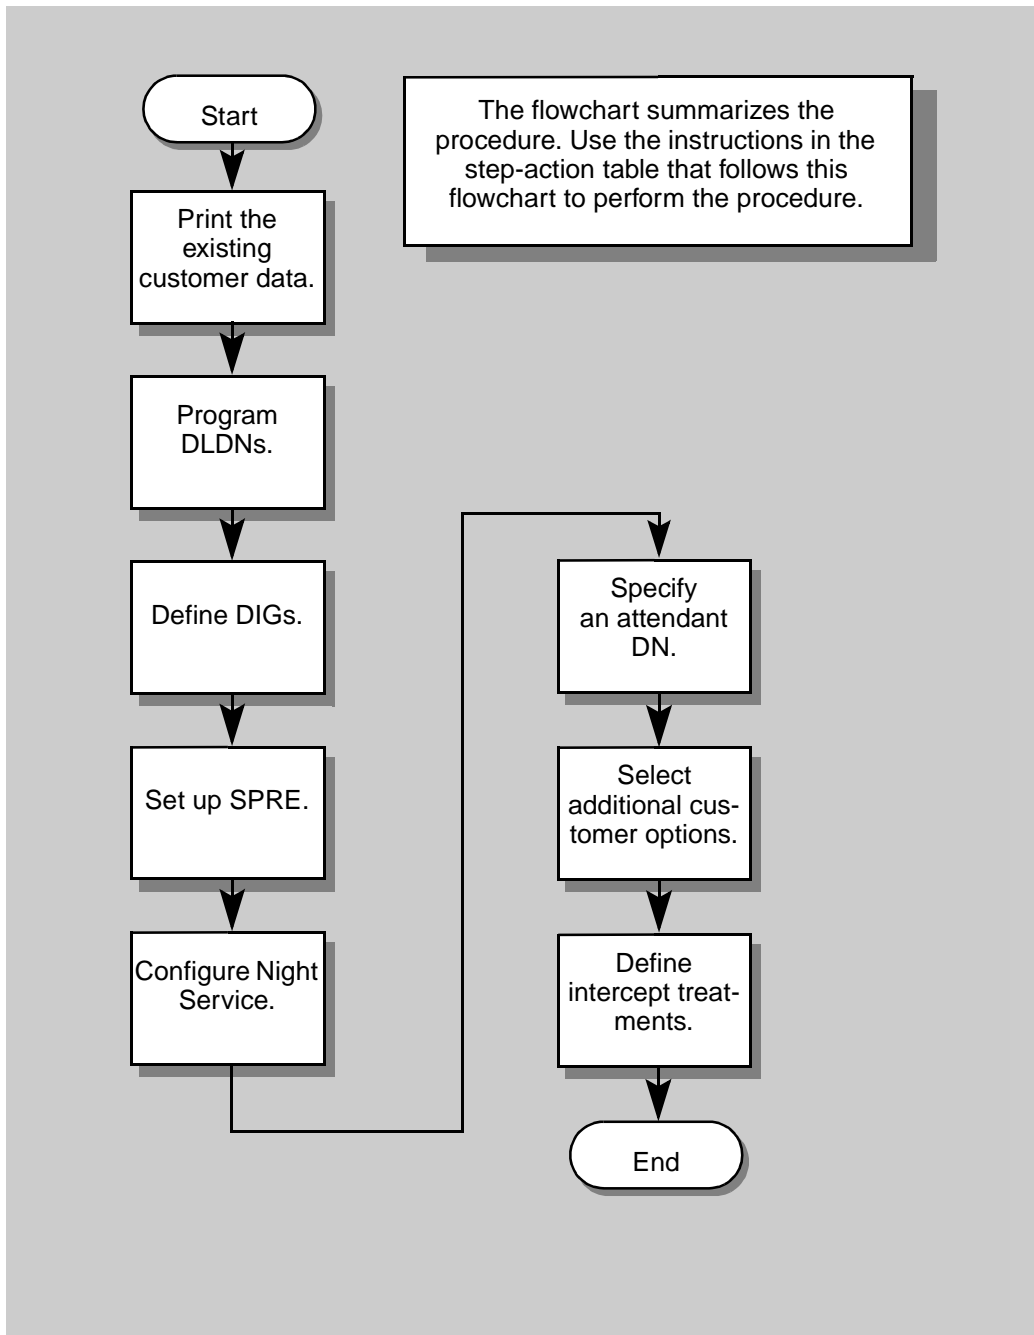 Start
The flowchart summarizes the
procedure. Use the instructions in the
step-action table that follows this
flowchart to perform the procedure.
Print the
existing
customer data.
Program
DLDNs.
Define DIGs.
Set up SPRE.
Configure Night
Service.
Specify
an attendant
DN.
Select
additional cus-
tomer options.
Define
intercept treat-
ments.
End